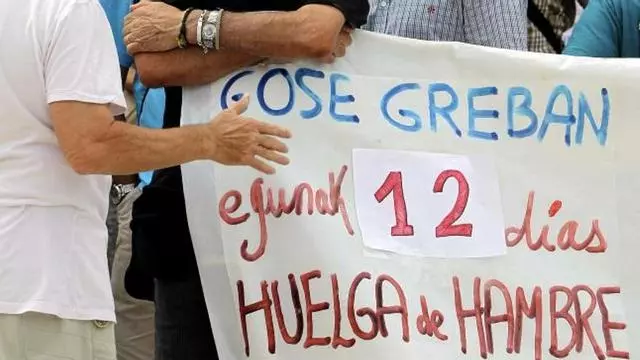 GOSE GREBAN
egunak 12 días
HUELGA de HAMBRE